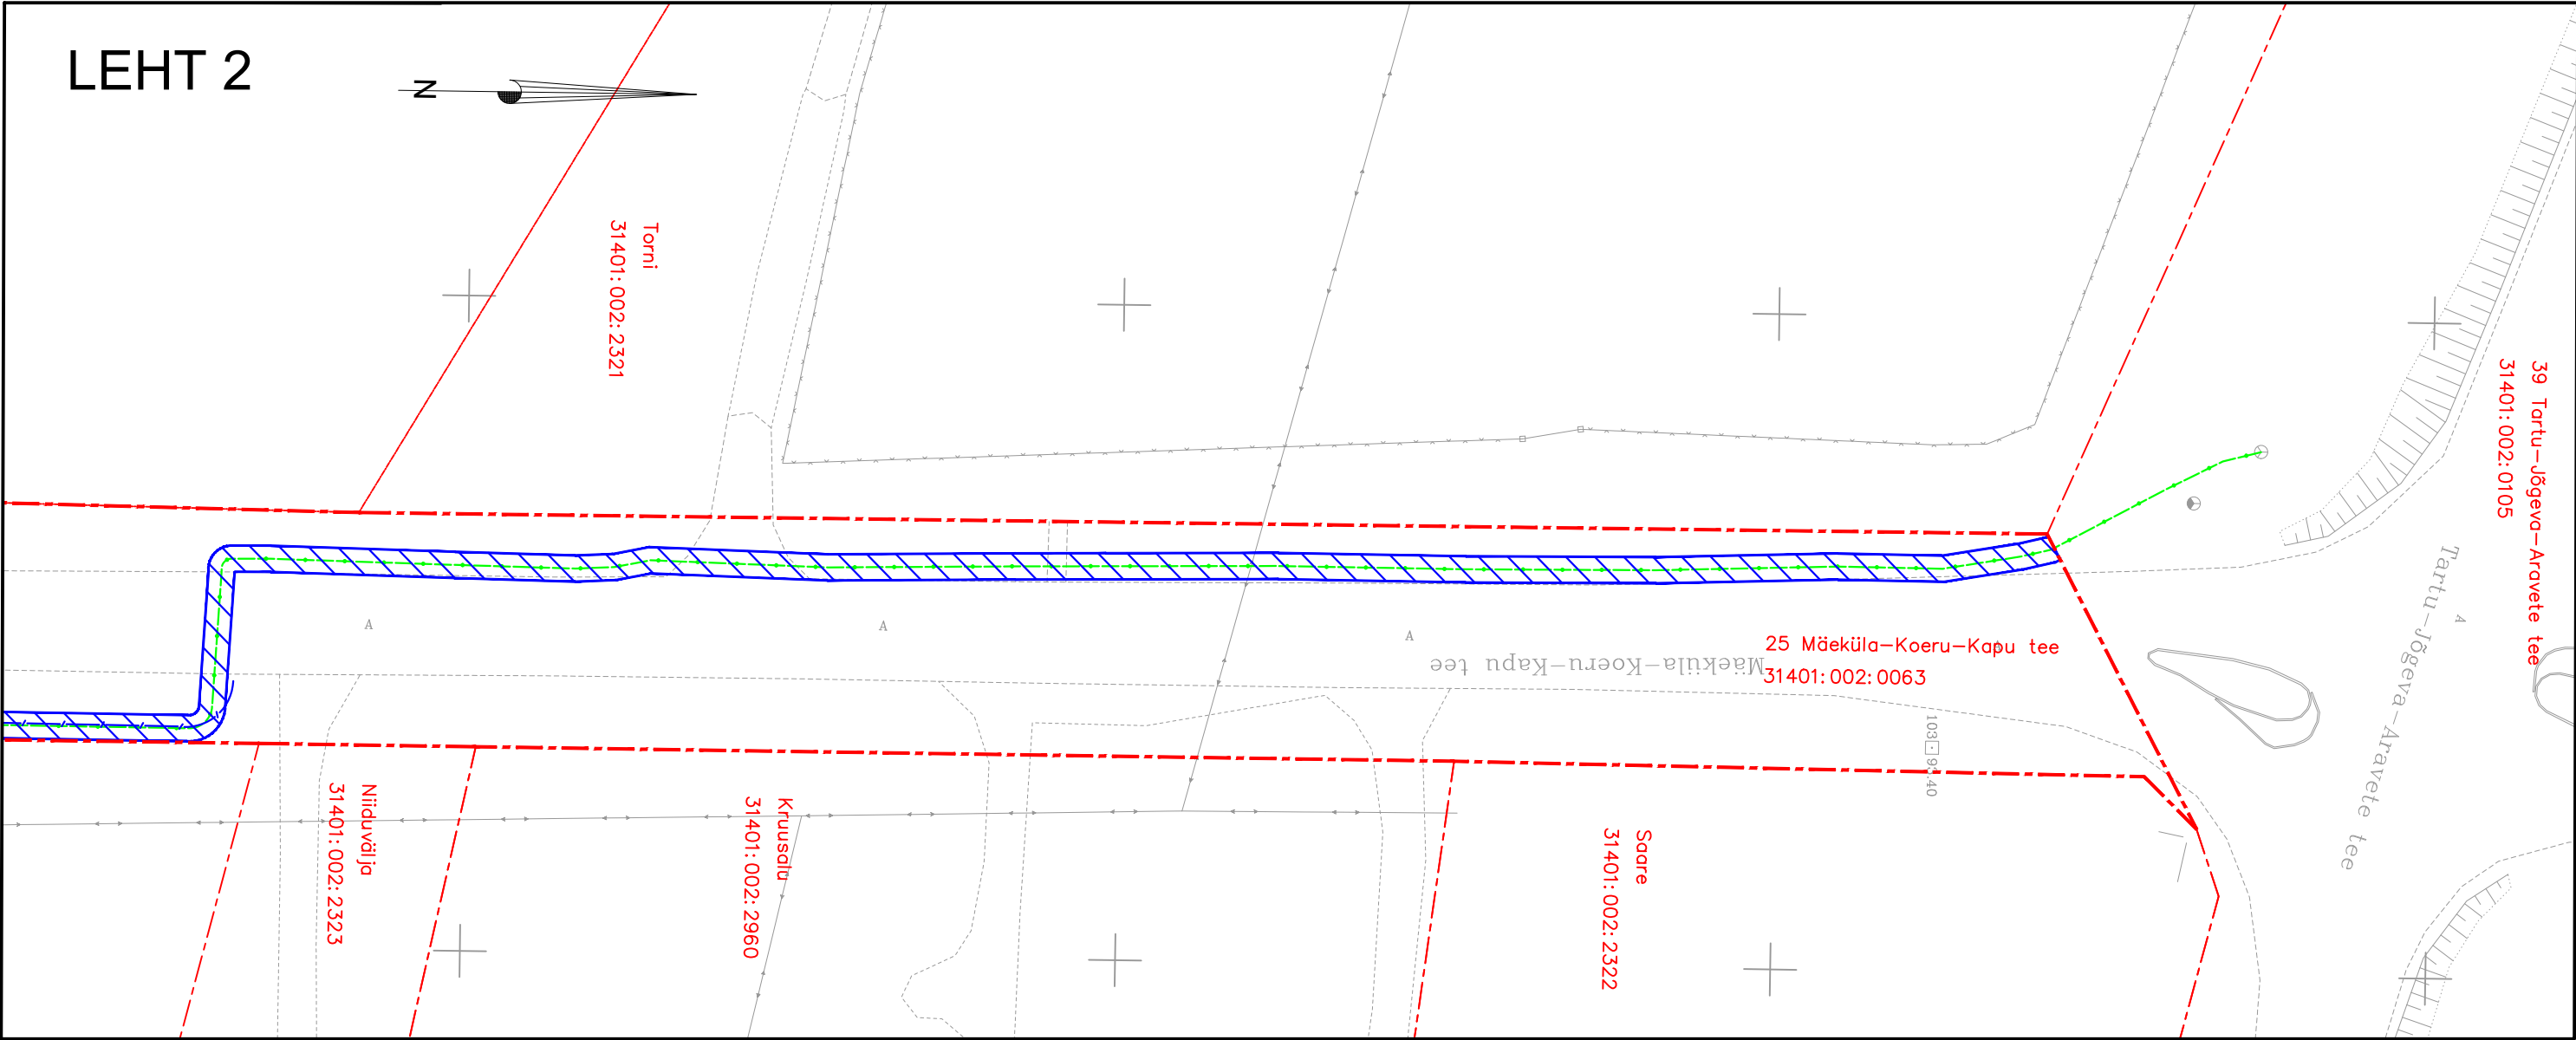 LEHT 2
N
Torni
31401:002:2321
39 Tartu-Jõgeva-Aravete tee
31401:002:0105
Tartu-Jõgeva-Aravete tee
A
A
A
A
25 Mäeküla-Koeru-Kapu tee
31401:002:0063
Mäeküla-Koeru-Kapu tee
Niiduvälja
31401:002:2323
Kruusalu
31401:002:2960
Saare
31401:002:2322
103